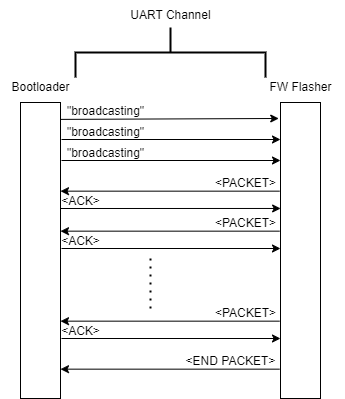 UART Channel
Bootloader
FW Flasher
"broadcasting"
"broadcasting"
"broadcasting"
<PACKET>
<ACK>
<PACKET>
<ACK>
<PACKET>
<ACK>
<END PACKET>